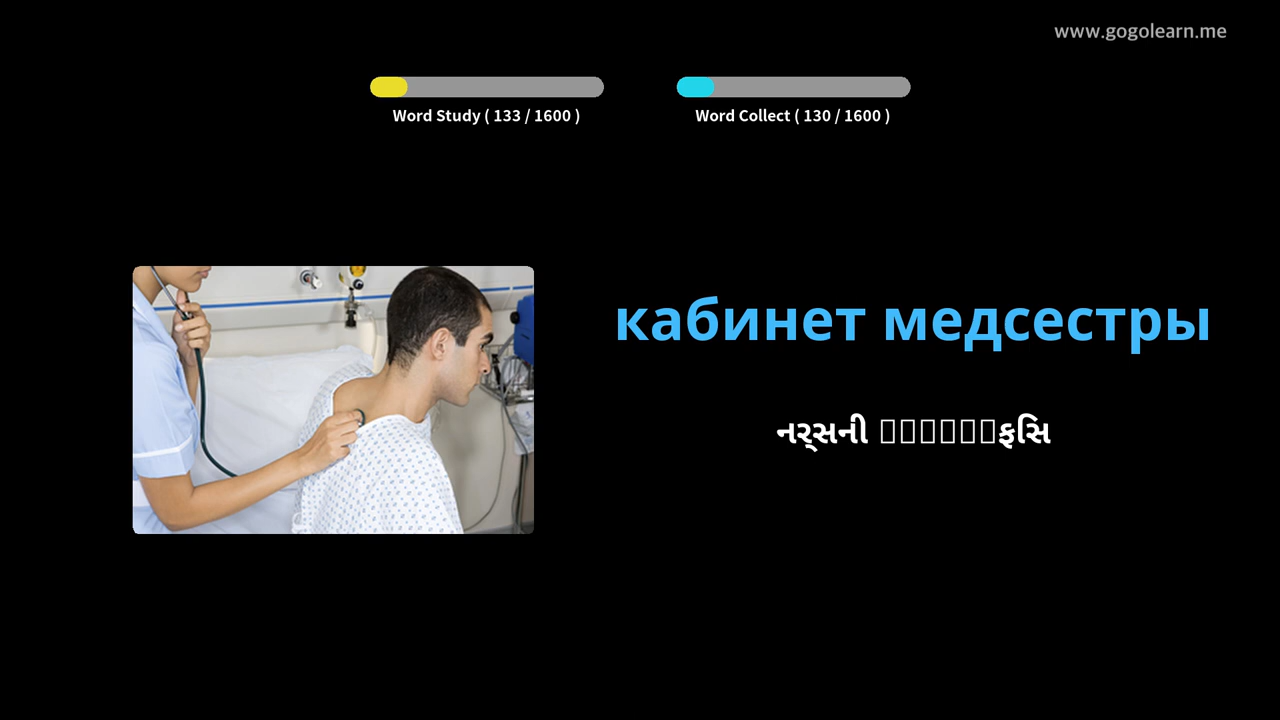 www.gogolearn.me
Word Study ( 133 / 1600 )
Word Collect ( 130 / 1600 )
кабинет медсестры
નર્સની